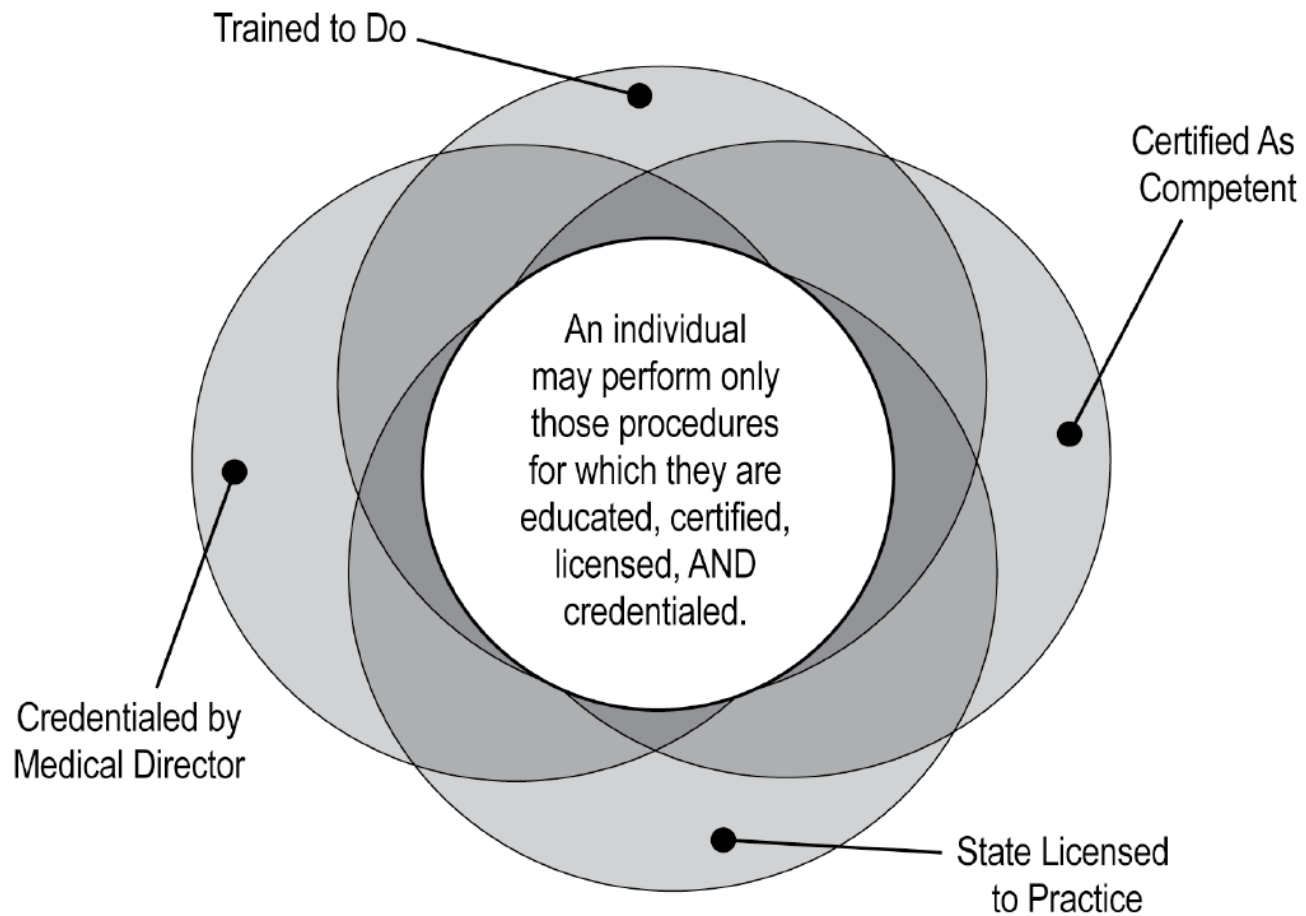 Trained to Do
Certified As
Competent
An individual
may perform only
those procedures
for which they are
educated, certified,
licensed, AND
credentialed.
Credentialed by
Medical Director
State Licensed
to Practice